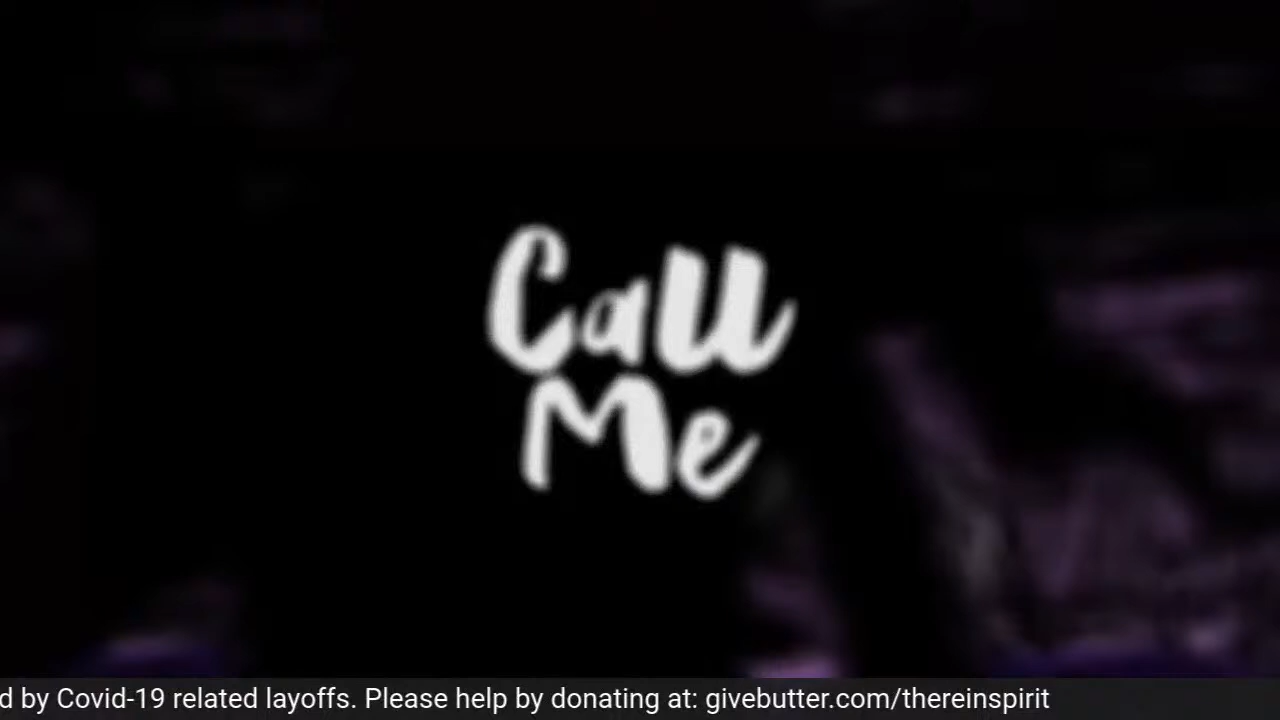 Call
Me
d by Covid-19 related layoffs. Please help by donating at: givebutter.com/thereinspirit